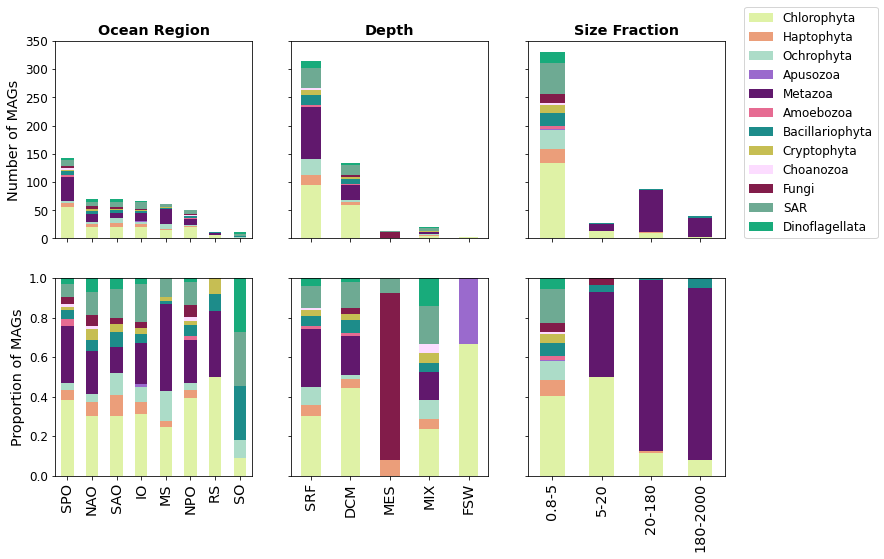 Ocean Region
Depth
Size Fraction
Number of MAGs
350
300
250
200
150
100
50
0
Chlorophyta
Haptophyta
Ochrophyta
Apusozoa
Metazoa
Amoebozoa
Bacillariophyta
Cryptophyta
Choanozoa
Fungi
SAR
Dinoflagellata
Proportion of MAGs
1.0
0.8
0.6
0.4
0.2
0.0
SPO
NAO
SAO
IO
MS
NPO
RS
SO
SRF
DCM
MES
MIX
FSW
0.8-5
5-20
20-180
180-2000